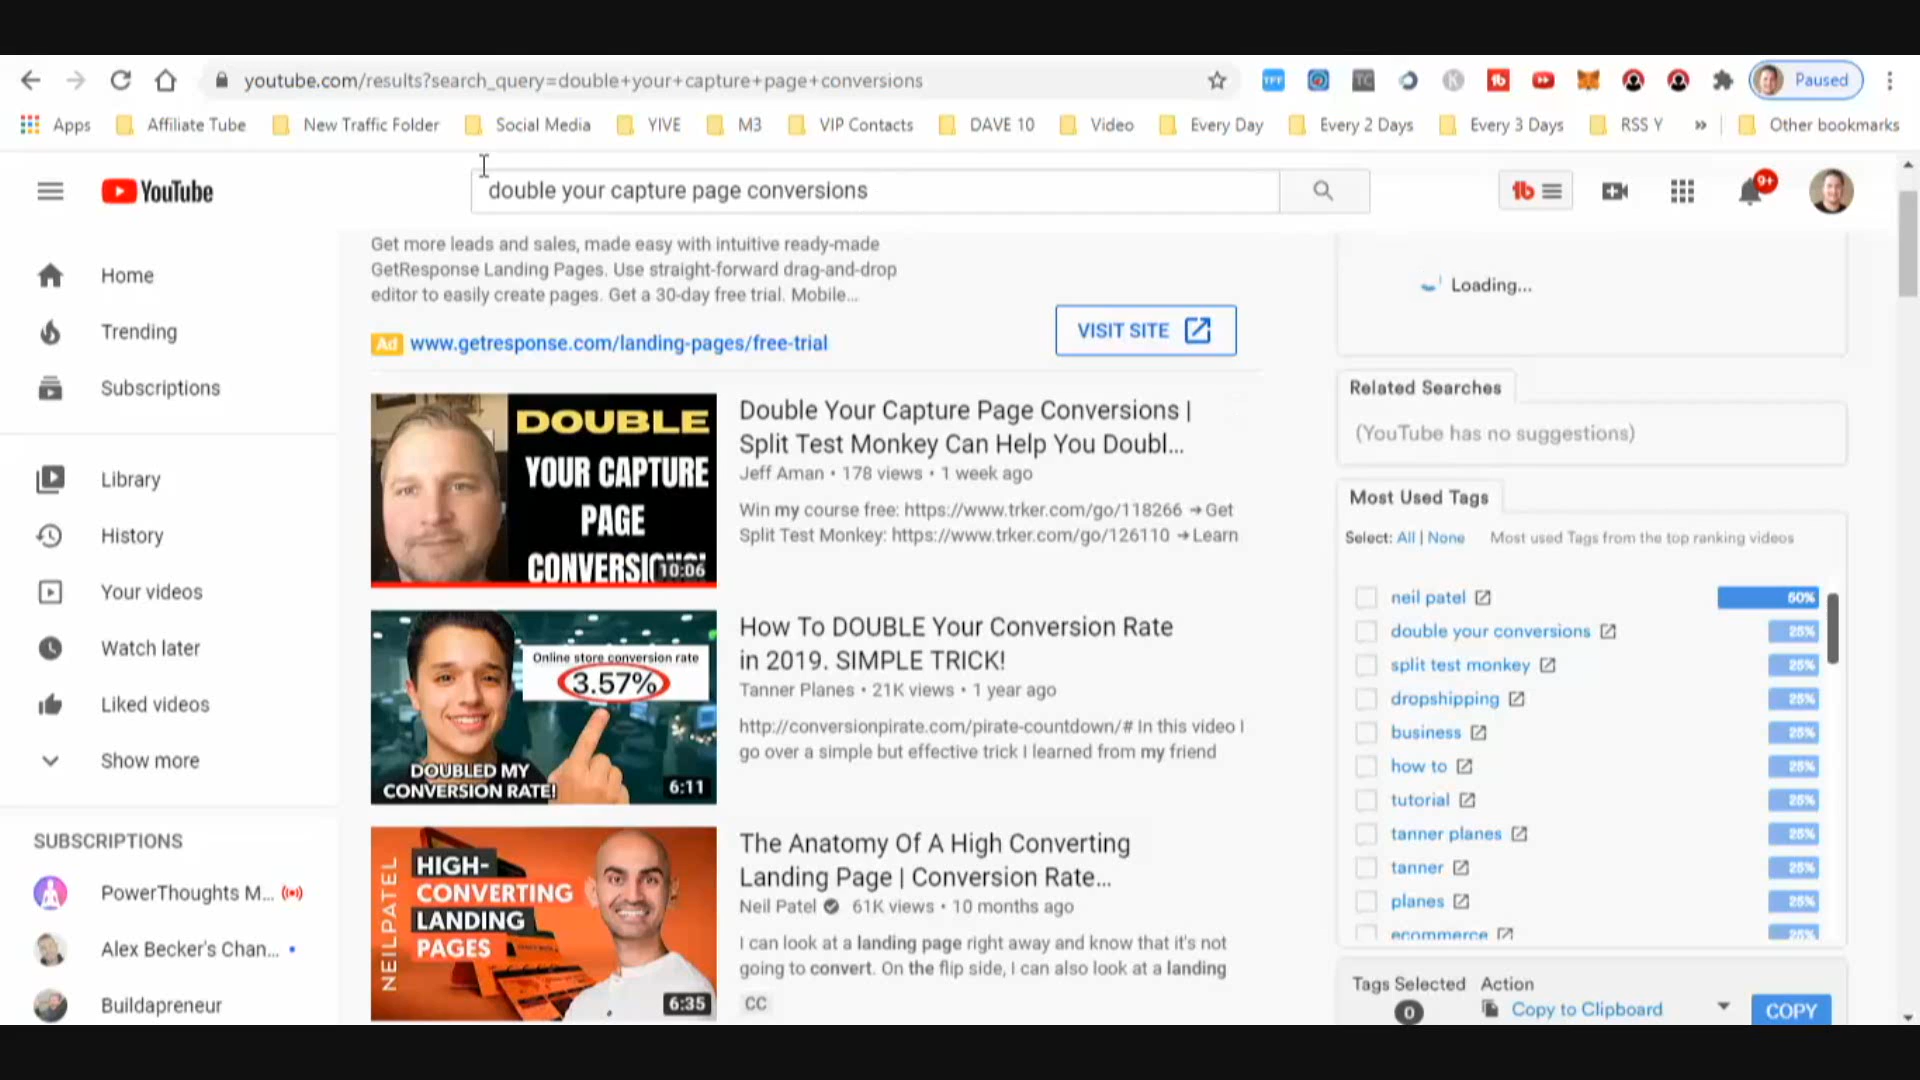 youtube.com/results?search_query=double+your+capture+page+conversions
Paused
Apps
Affiliate Tube
New Traffic Folder
Social Media
YIVE
M3
VIP Contacts
DAVE 10
Video
Every Day
Every 2 Days
Every 3 Days
RSS Y
»
Other bookmarks
YouTube
double your capture page conversions
9+
Home
Trending
Subscriptions
Library
History
Your videos
Watch later
Liked videos
Show more
SUBSCRIPTIONS
PowerThoughts M...
Alex Becker's Chan...
Buildapreneur
Get more leads and sales, made easy with intuitive ready-made
GetResponse Landing Pages. Use straight-forward drag-and-drop
editor to easily create pages. Get a 30-day free trial. Mobile...
Ad www.getresponse.com/landing-pages/free-trial
VISIT SITE
DOUBLE
YOUR CAPTURE
PAGE
10:06
Double Your Capture Page Conversions |
Split Test Monkey Can Help You Doubl...
Jeff Aman • 178 views • 1 week ago
Win my course free: https://www.trker.com/go/118266 ➔ Get
Split Test Monkey: https://www.trker.com/go/126110 ➔ Learn
Online store conversion rate
3.57%
DOUBLED MY
CONVERSION RATE!
6:11
How To DOUBLE Your Conversion Rate
in 2019. SIMPLE TRICK!
Tanner Planes • 21K views • 1 year ago
http://conversionpirate.com/pirate-countdown/# In this video I
go over a simple but effective trick I learned from my friend
NEILPATEL
HIGH-
CONVERTING
LANDING
PAGES
6:35
The Anatomy Of A High Converting
Landing Page | Conversion Rate...
Neil Patel 61K views • 10 months ago
I can look at a landing page right away and know that it's not
going to convert. On the flip side, I can also look at a landing
CC
Loading...
Related Searches
(YouTube has no suggestions)
Most Used Tags
Select: All | None Most used Tags from the top ranking videos
neil patel 50%
double your conversions 25%
split test monkey 25%
dropshipping 25%
business 25%
how to 25%
tutorial 25%
tanner planes 25%
tanner 25%
planes 25%
ecommerce 25%
Tags Selected Action
0 Copy to Clipboard
COPY